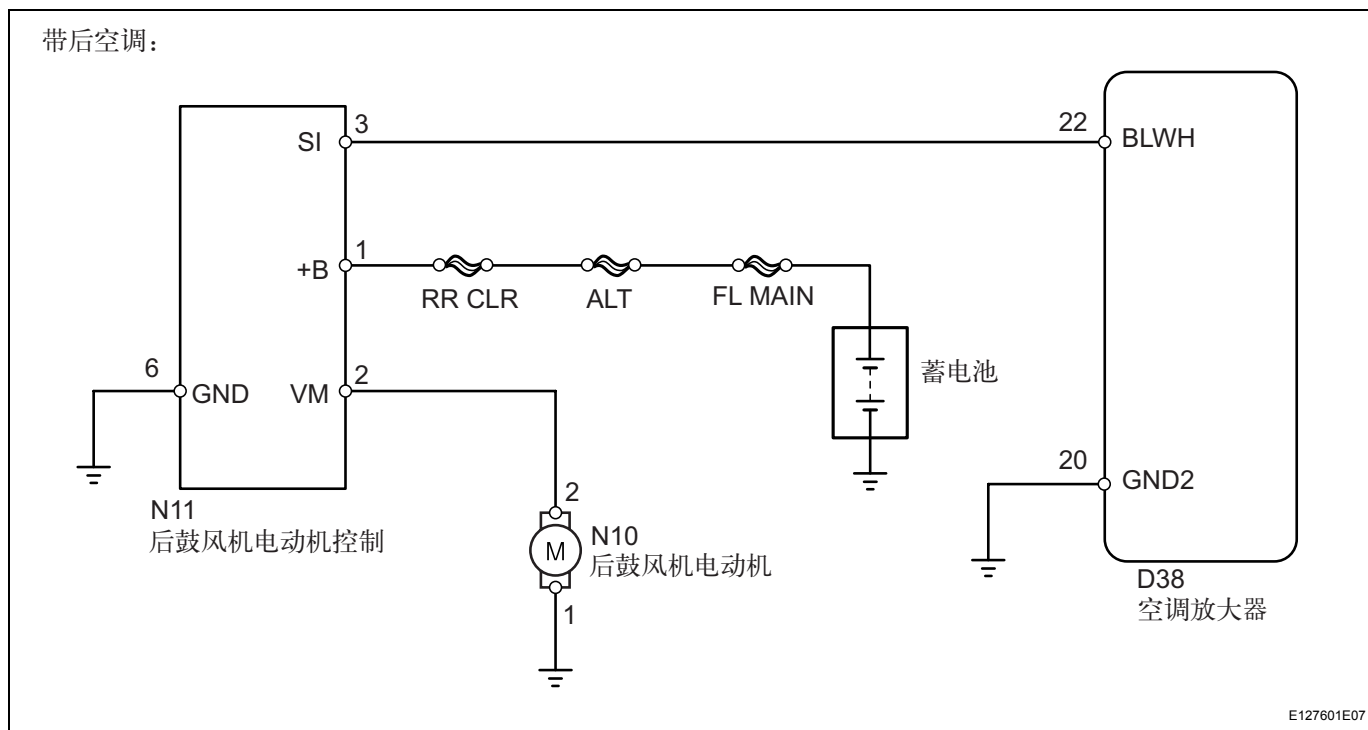 带后空调：
SI
3
22
BLWH
+B
1
RR CLR
ALT
FL MAIN
6
GND
VM
2
蓄电池
20
GND2
N11
后鼓风机电动机控制
2
M
N10
后鼓风机电动机
1
D38
空调放大器
E127601E07